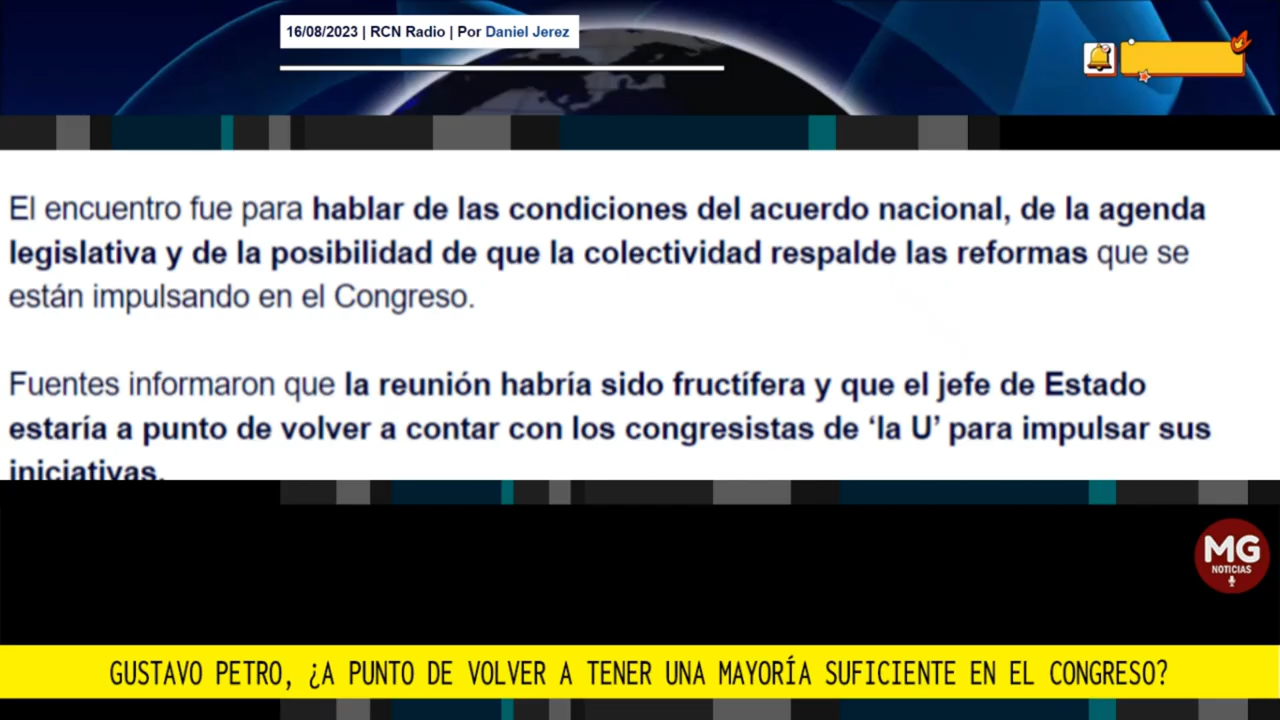 16/08/2023 | RCN Radio | Por Daniel Jerez
El encuentro fue para hablar de las condiciones del acuerdo nacional, de la agenda
legislativa y de la posibilidad de que la colectividad respalde las reformas que se
están impulsando en el Congreso.
Fuentes informaron que la reunión habría sido fructífera y que el jefe de Estado
estaría a punto de volver a contar con los congresistas de ‘la U’ para impulsar sus
iniciativas.
MG
NOTICIAS
GUSTAVO PETRO, ¿A PUNTO DE VOLVER A TENER UNA MAYORÍA SUFICIENTE EN EL CONGRESO?